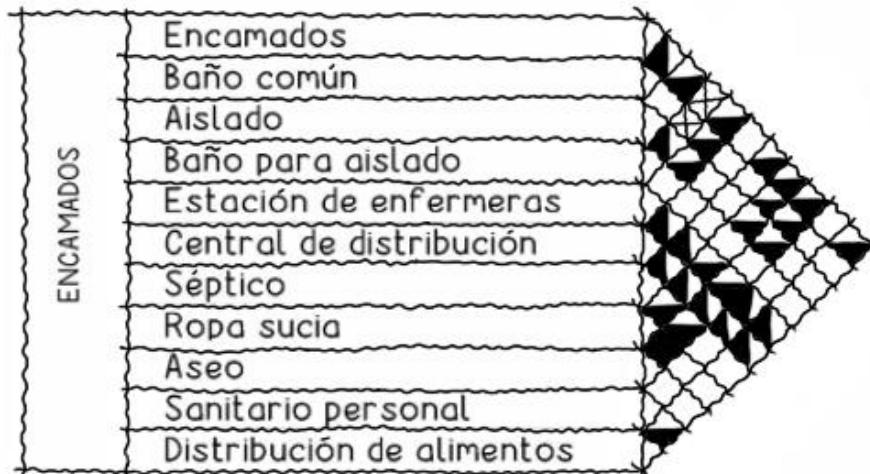 ENCAMADOS
Encamados
Baño común
Aislado
Baño para aislado
Estación de enfermeras
Central de distribución
Séptico
Ropa sucia
Aseo
Sanitario personal
Distribución de alimentos